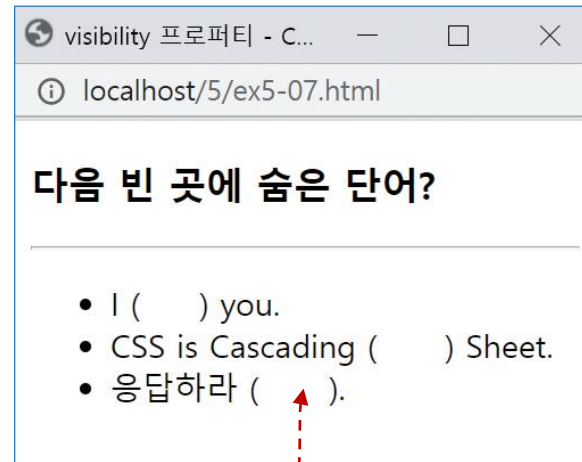 visibility 프로퍼티 - C...
localhost/5/ex5-07.html
다음 빈 곳에 숨은 단어?
• I (    ) you.
• CSS is Cascading (    ) Sheet.
• 응답하라 (    ).